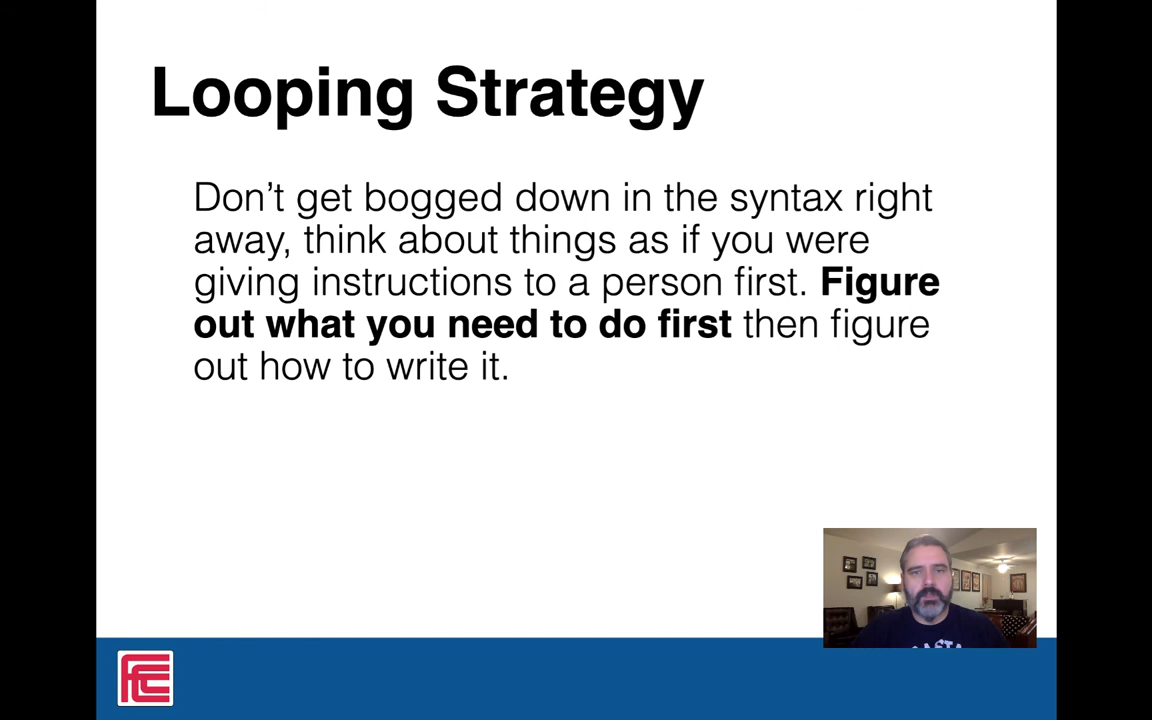 Looping Strategy
Don’t get bogged down in the syntax right
away, think about things as if you were
giving instructions to a person first. Figure
out what you need to do first then figure
out how to write it.
FCC